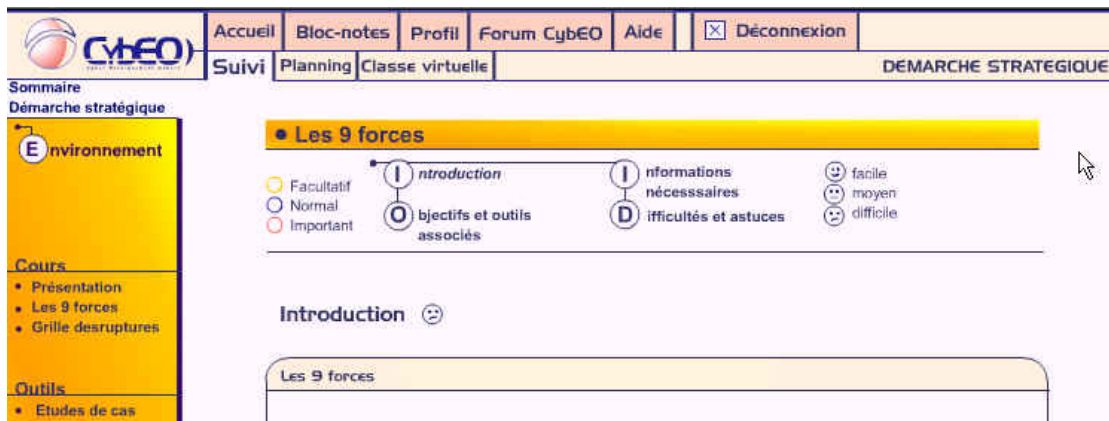 CybEO
Accueil Bloc-notes Profil Forum CybEO Aide Déconnexion
Suivi Planning Classe virtuelle DEMARCHE STRATEGIQUE
Sommaire
Démarche stratégique
Environnement
Cours
• Présentation
• Les 9 forces
• Grille desruptures
Outils
• Etudes de cas
• Les 9 forces
Facultatif
Normal
Important
Introduction
Objectifs et outils
associés
Informations
nécesssaires
Difficultés et astuces
facile
moyen
difficile
Introduction
Les 9 forces